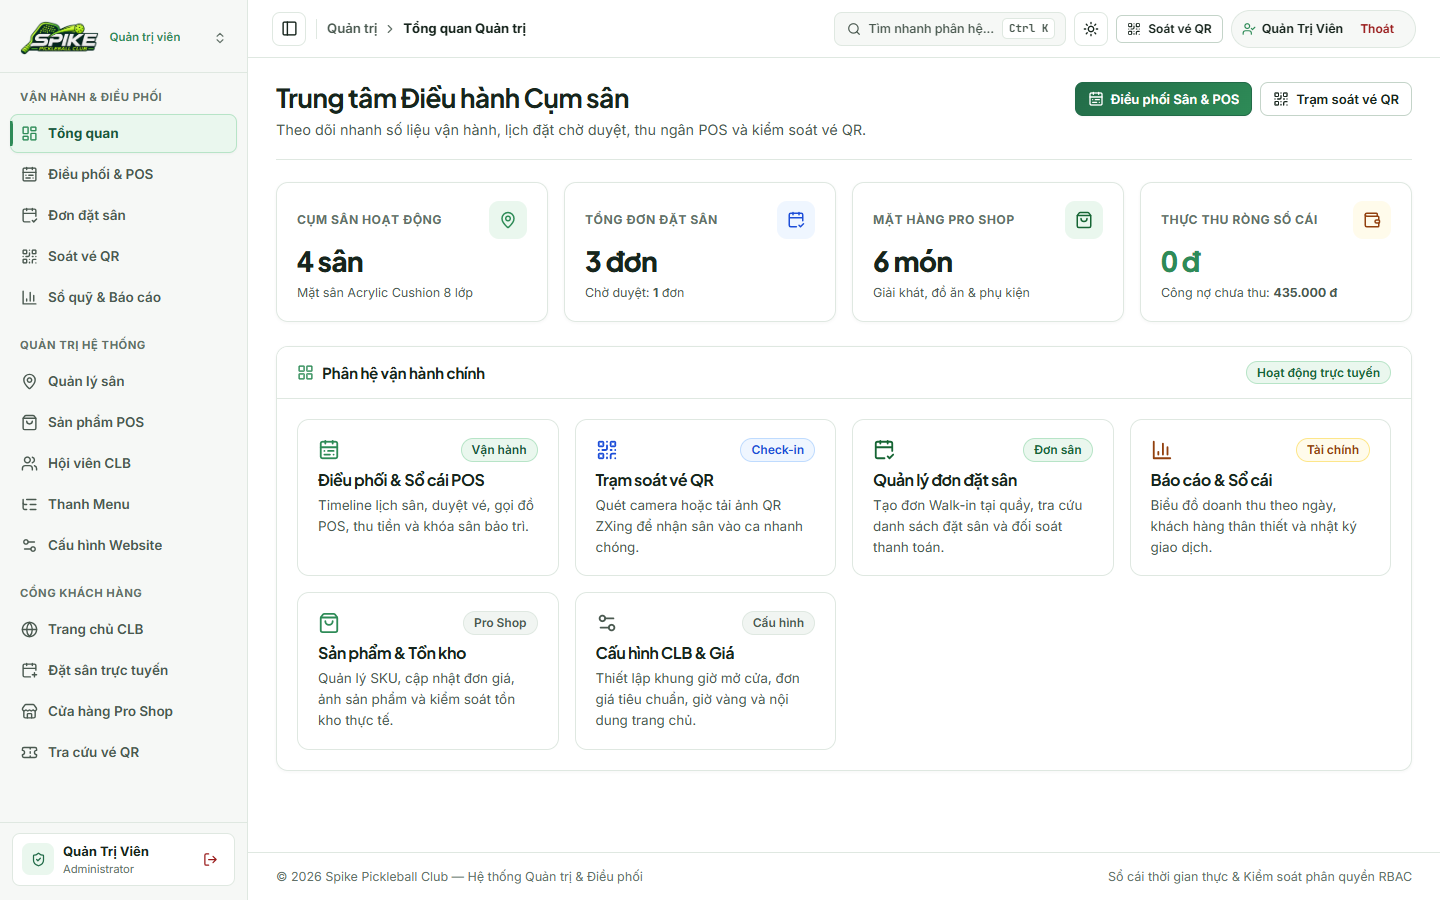 SPIKE
PICKLEBALL CLUB
Quản trị viên
VẬN HÀNH & ĐIỀU PHỐI
Tổng quan
Điều phối & POS
Đơn đặt sân
Soát vé QR
Sổ quỹ & Báo cáo
QUẢN TRỊ HỆ THỐNG
Quản lý sân
Sản phẩm POS
Hội viên CLB
Thanh Menu
Cấu hình Website
CỔNG KHÁCH HÀNG
Trang chủ CLB
Đặt sân trực tuyến
Cửa hàng Pro Shop
Tra cứu vé QR
Quản Trị Viên
Administrator
Quản trị > Tổng quan Quản trị
Tìm nhanh phân hệ... Ctrl K
Soát vé QR
Quản Trị Viên
Thoát
Trung tâm Điều hành Cụm sân
Theo dõi nhanh số liệu vận hành, lịch đặt chờ duyệt, thu ngân POS và kiểm soát vé QR.
Điều phối Sân & POS
Trạm soát vé QR
CỤM SÂN HOẠT ĐỘNG
4 sân
Mặt sân Acrylic Cushion 8 lớp
TỔNG ĐƠN ĐẶT SÂN
3 đơn
Chờ duyệt: 1 đơn
MẶT HÀNG PRO SHOP
6 món
Giải khát, đồ ăn & phụ kiện
THỰC THU RÒNG SỔ CÁI
0 đ
Công nợ chưa thu: 435.000 đ
Phân hệ vận hành chính
Hoạt động trực tuyến
Vận hành
Điều phối & Sổ cái POS
Timeline lịch sân, duyệt vé, gọi đồ
POS, thu tiền và khóa sân bảo trì.
Check-in
Trạm soát vé QR
Quét camera hoặc tải ảnh QR
ZXing để nhận sân vào ca nhanh
chóng.
Đơn sân
Quản lý đơn đặt sân
Tạo đơn Walk-in tại quầy, tra cứu
danh sách đặt sân và đối soát
thanh toán.
Tài chính
Báo cáo & Sổ cái
Biểu đồ doanh thu theo ngày,
khách hàng thân thiết và nhật ký
giao dịch.
Pro Shop
Sản phẩm & Tồn kho
Quản lý SKU, cập nhật đơn giá,
ảnh sản phẩm và kiểm soát tồn
kho thực tế.
Cấu hình
Cấu hình CLB & Giá
Thiết lập khung giờ mở cửa, đơn
giá tiêu chuẩn, giờ vàng và nội
dung trang chủ.
© 2026 Spike Pickleball Club — Hệ thống Quản trị & Điều phối
Sổ cái thời gian thực & Kiểm soát phân quyền RBAC